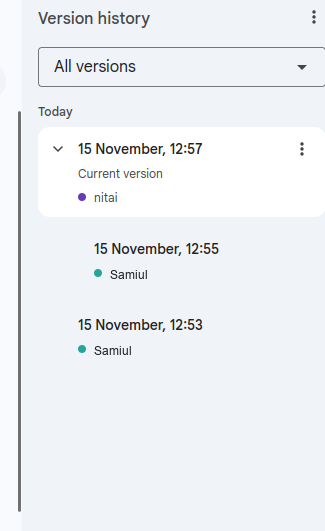 Version history
All versions
Today
15 November, 12:57
Current version
nitai
15 November, 12:55
Samiul
15 November, 12:53
Samiul